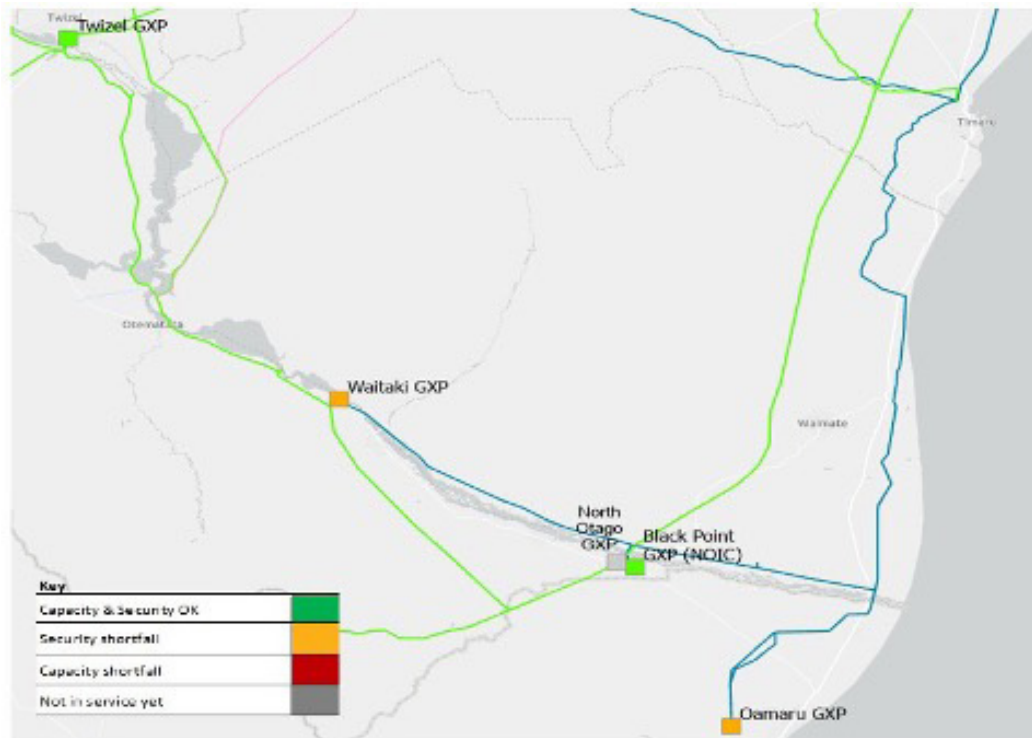 Twizel
Twizel GXP
Timaru
Otematata
Waitaki GXP
Waimate
North
Otago
GXP
Black Point
GXP (NOIC)
Key
Capacity & Security OK
Security shortfall
Capacity shortfall
Not in service yet
Oamaru GXP